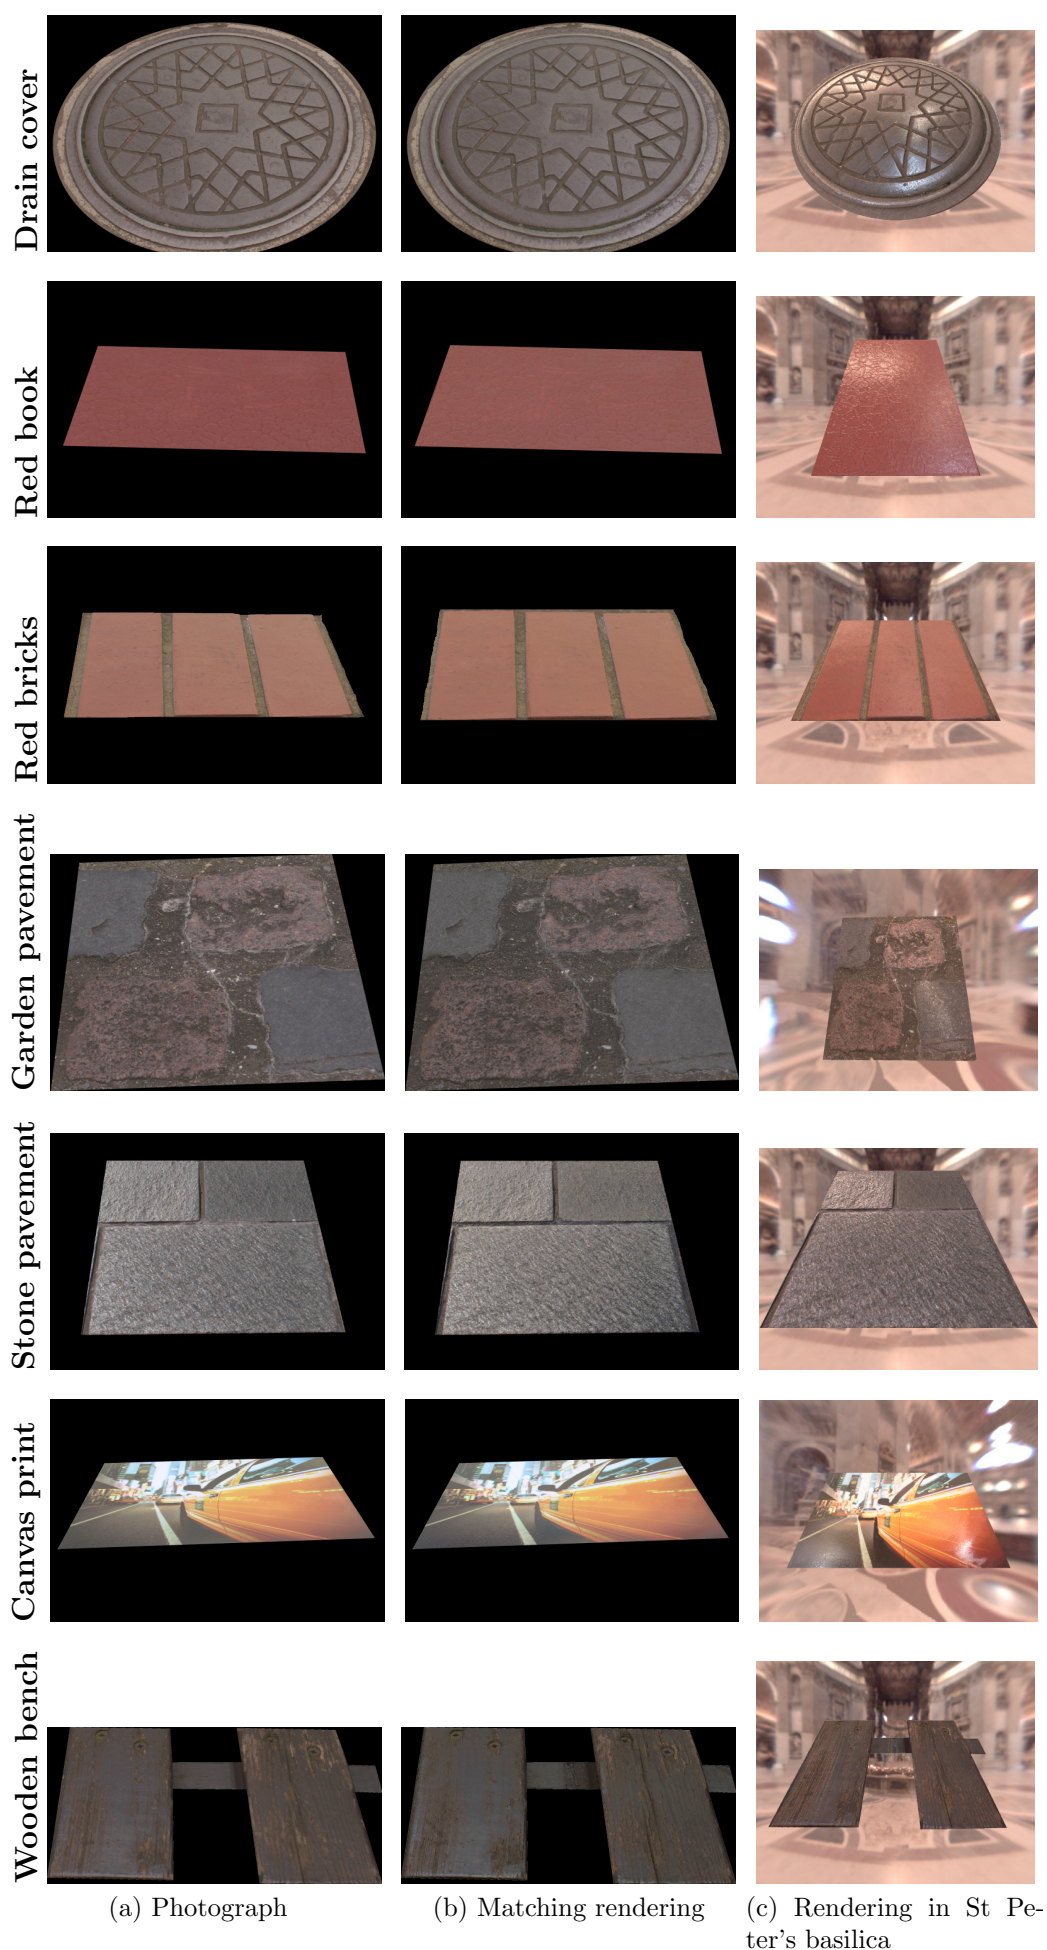 Drain cover
Red book
Red bricks
Garden pavement
Stone pavement
Canvas print
Wooden bench
(a) Photograph
(b) Matching rendering
(c) Rendering in St Pe-
ter's basilica